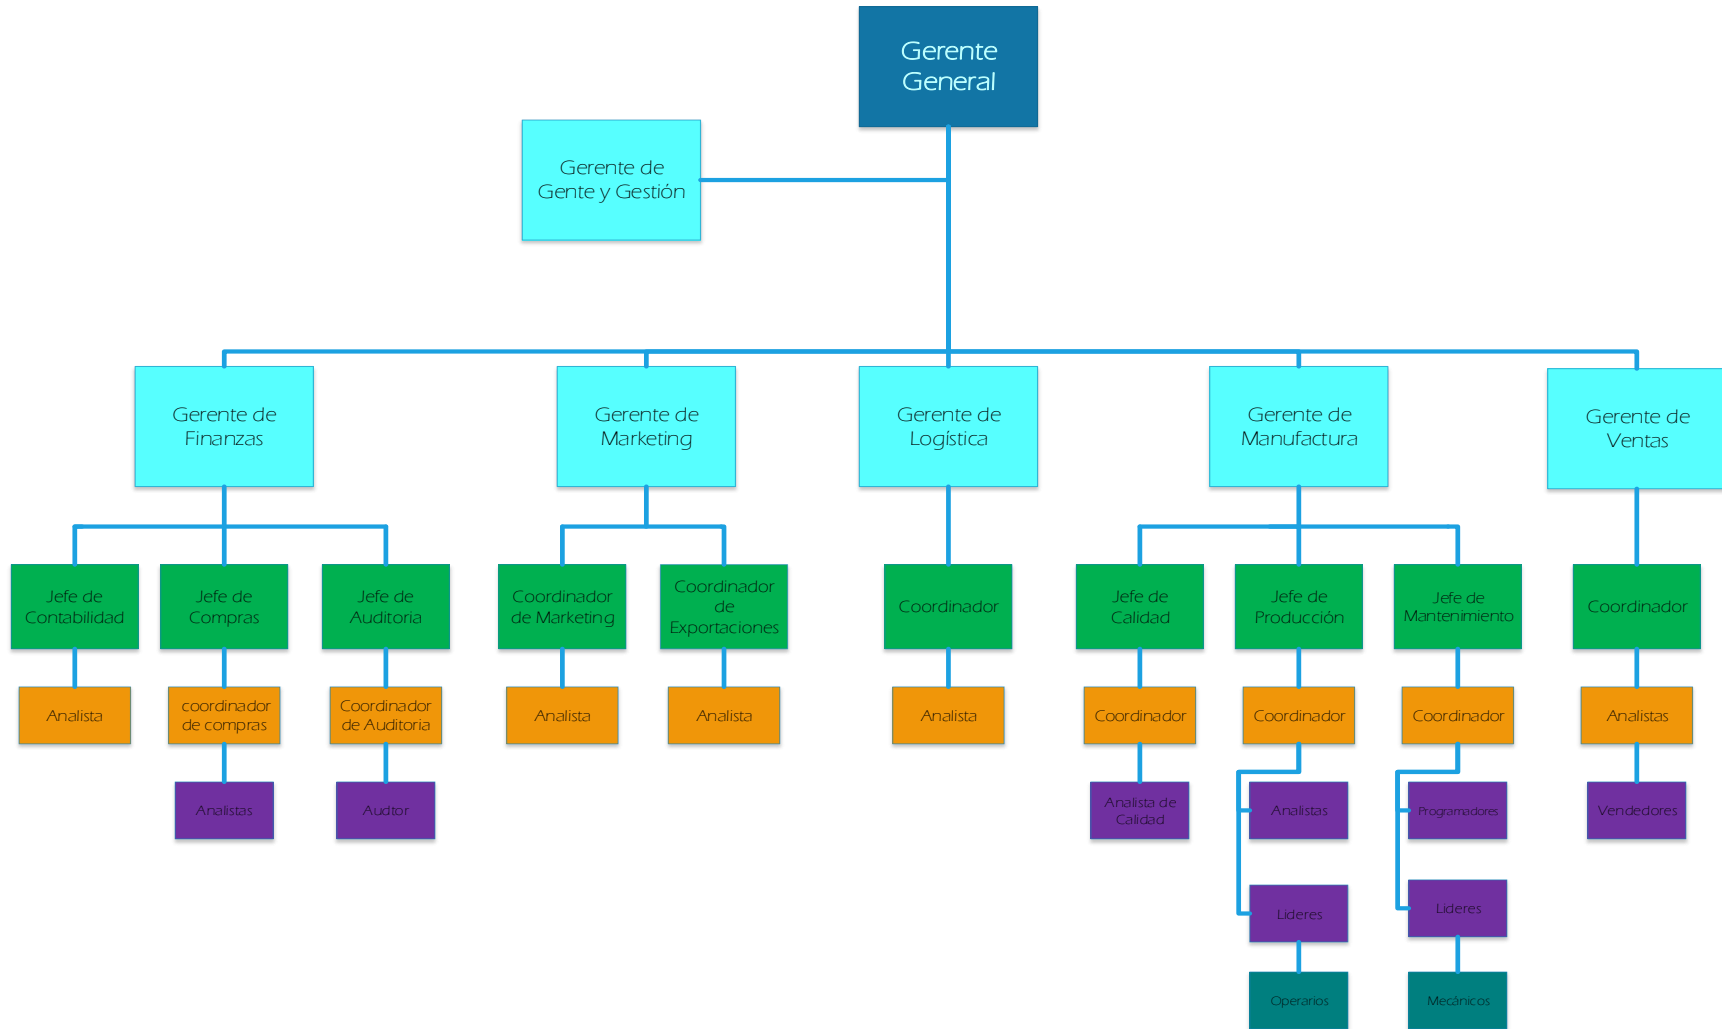 Gerente
General
Gerente de
Gente y Gestión
Gerente de
Finanzas
Gerente de
Marketing
Gerente de
Logística
Gerente de
Manufactura
Gerente de
Ventas
Jefe de
Contabilidad
Jefe de
Compras
Jefe de
Auditoria
Coordinador
de Marketing
Coordinador
de
Exportaciones
Coordinador
Jefe de
Calidad
Jefe de
Producción
Jefe de
Mantenimiento
Coordinador
Analista
coordinador
de compras
Coordinador
de Auditoria
Analista
Analista
Analista
Coordinador
Coordinador
Coordinador
Analistas
Analistas
Audtor
Analista de
Calidad
Analistas
Programadores
Vendedores
Lideres
Lideres
Operarios
Mecánicos